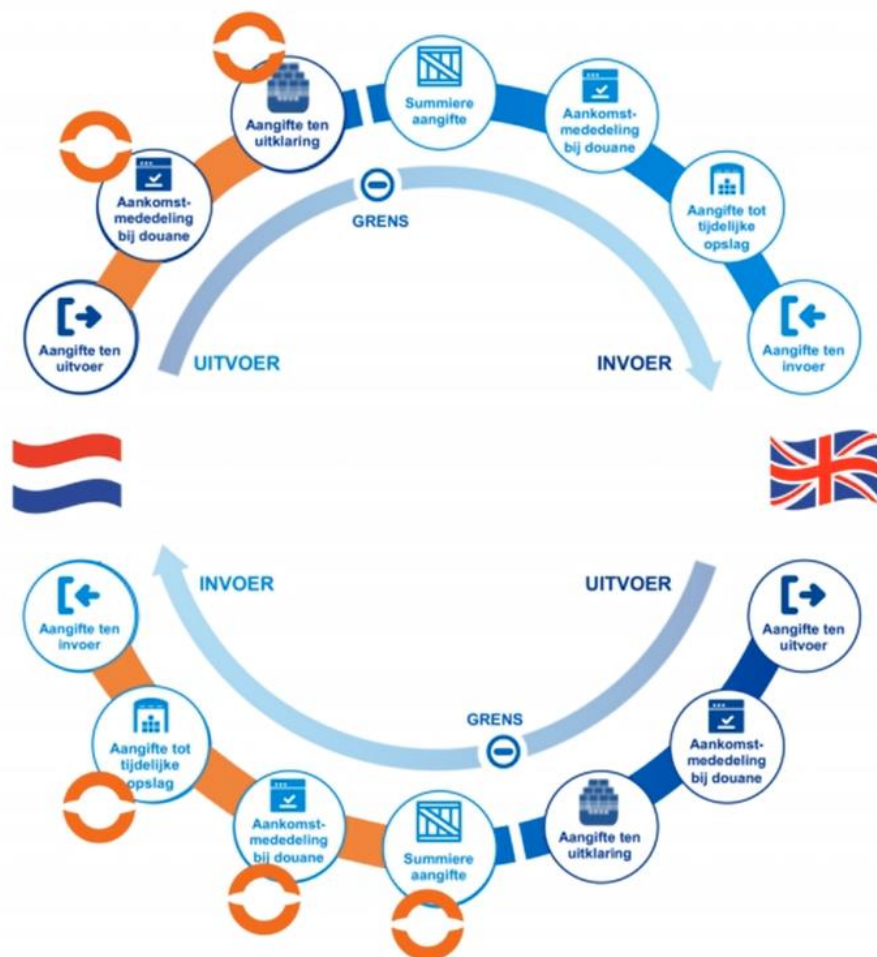 Aangifte ten
uitvoer
Aankomst-
mededeling
bij douane
Aangifte ten
uitklaring
Summiere
aangifte
Aankomst-
mededeling
bij douane
Aangifte tot
tijdelijke
opslag
Aangifte ten
invoer
GRENS
UITVOER
INVOER
INVOER
UITVOER
GRENS
Aangifte ten
invoer
Aangifte tot
tijdelijke
opslag
Aankomst-
mededeling
bij douane
Summiere
aangifte
Aangifte ten
uitklaring
Aankomst-
mededeling
bij douane
Aangifte ten
uitvoer